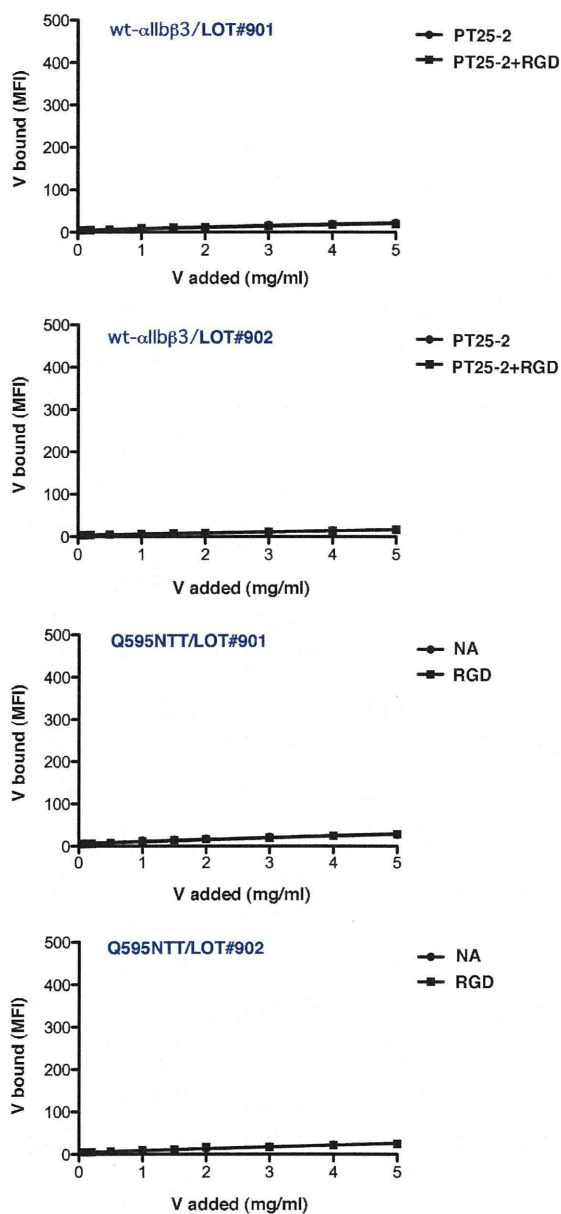 wt-αIIbβ3/LOT#901
PT25-2
PT25-2+RGD
V bound (MFI)
500
400
300
200
100
0
0 1 2 3 4 5
V added (mg/ml)
wt-αIIbβ3/LOT#902
PT25-2
PT25-2+RGD
V bound (MFI)
500
400
300
200
100
0
0 1 2 3 4 5
V added (mg/ml)
Q595NTT/LOT#901
NA
RGD
V bound (MFI)
500
400
300
200
100
0
0 1 2 3 4 5
V added (mg/ml)
Q595NTT/LOT#902
NA
RGD
V bound (MFI)
500
400
300
200
100
0
0 1 2 3 4 5
V added (mg/ml)